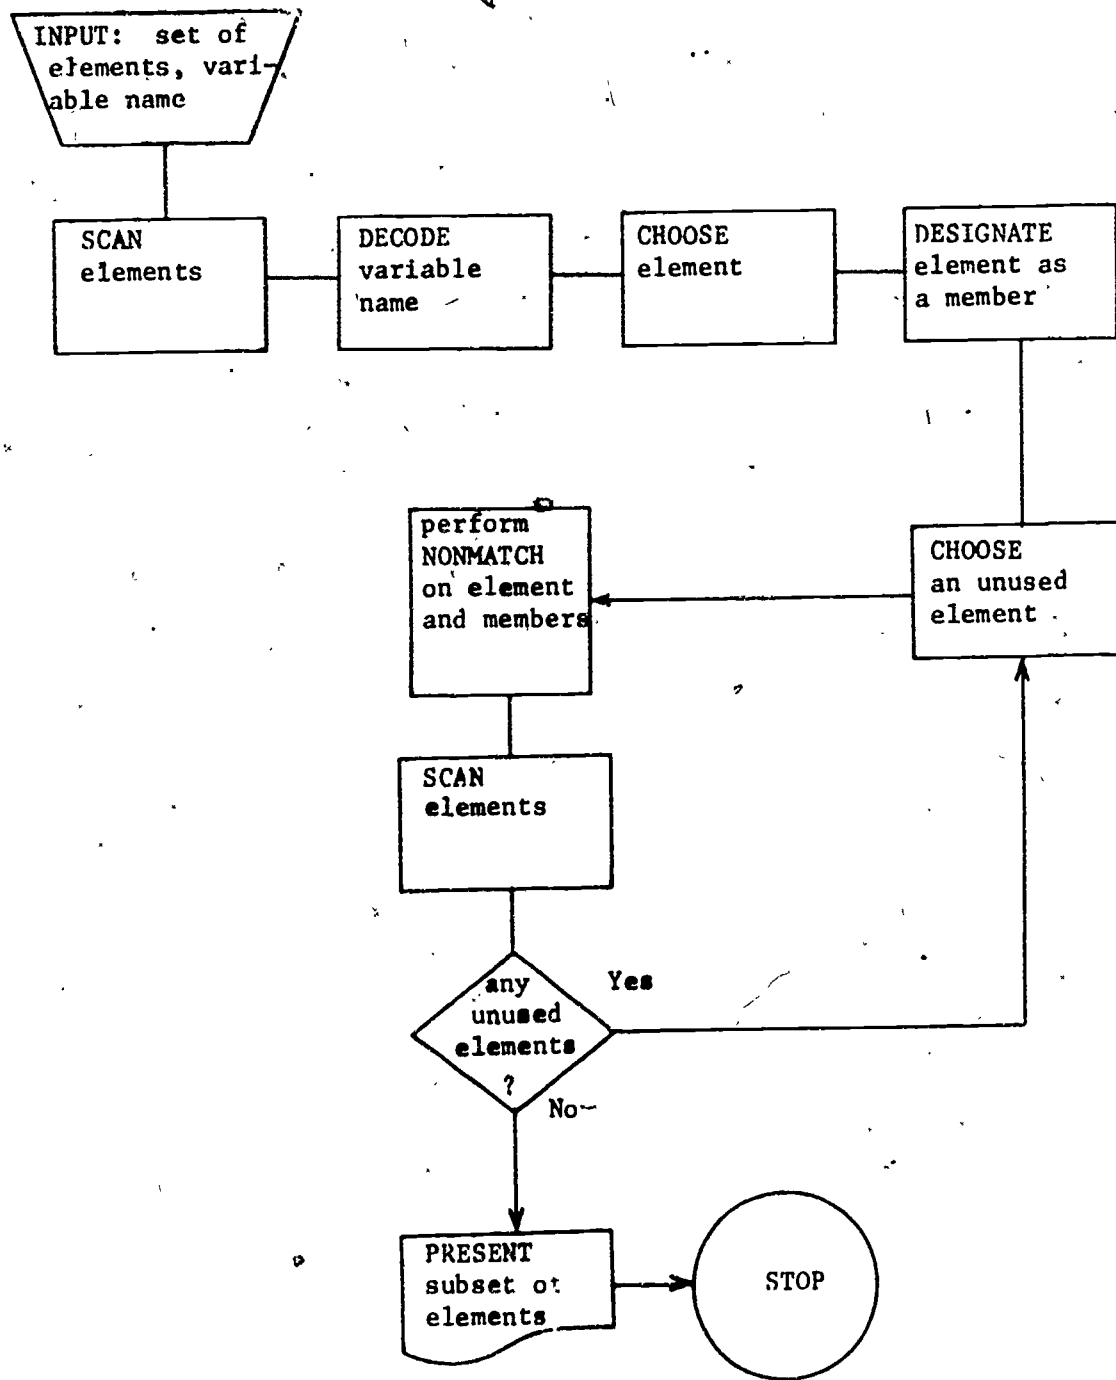 INPUT: set of
elements, vari-
able name
SCAN
elements
DECODE
variable
name
CHOOSE
element
DESIGNATE
element as
a member
perform
NONMATCH
on element
and members
CHOOSE
an unused
element
SCAN
elements
any
unused
elements
?
Yes
No
PRESENT
subset of
elements
STOP